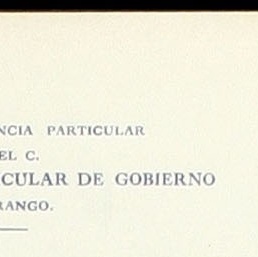 NCIA PARTICULAR
EL C.
CULAR DE GOBIERNO
RANGO.